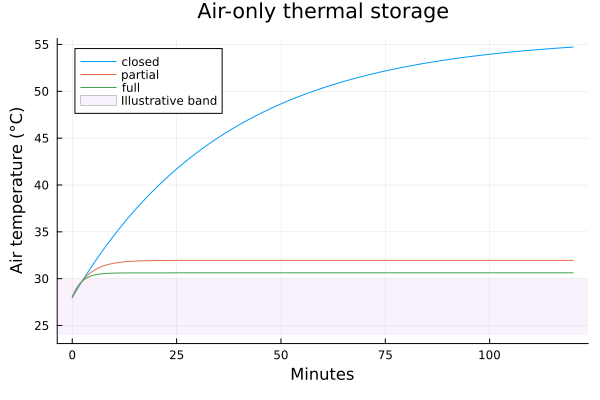 Air-only thermal storage
Air temperature (°C)
55
50
45
40
35
30
25
closed
partial
full
Illustrative band
0
25
50
75
100
Minutes